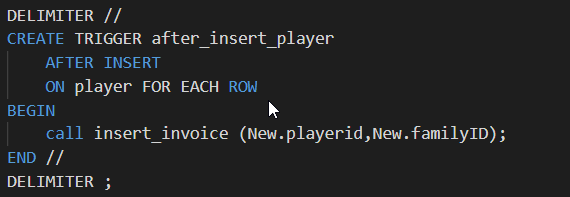 DELIMITER //
CREATE TRIGGER after_insert_player
    AFTER INSERT
    ON player FOR EACH ROW
BEGIN
    call insert_invoice (New.playerid,New.familyID);
END //
DELIMITER ;